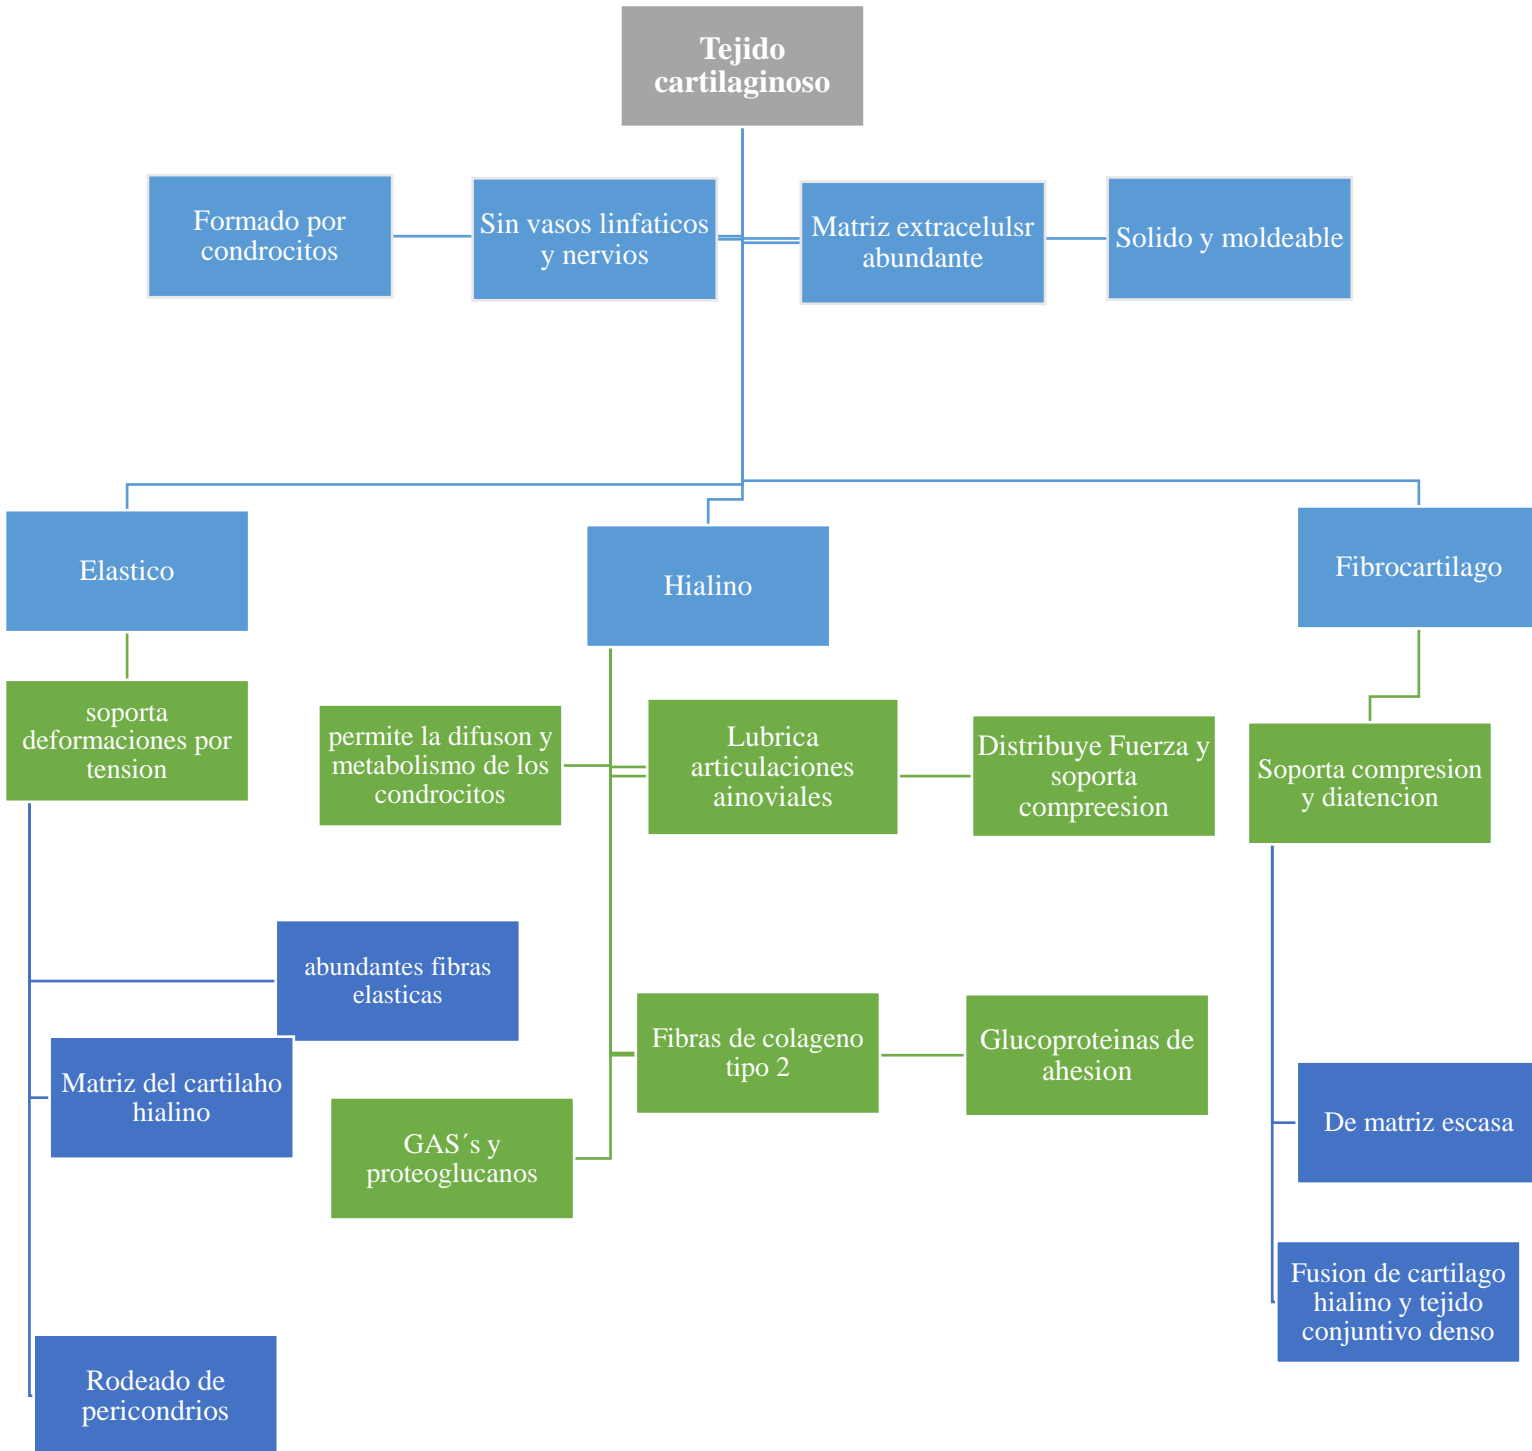 Tejido
cartilaginoso
Formado por
condrocitos
Sin vasos linfaticos
y nervios
Matriz extracelulsr
abundante
Solido y moldeable
Elastico
Hialino
Fibrocartilago
soporta
deformaciones por
tension
permite la difuson y
metabolismo de los
condrocitos
Lubrica
articulaciones
ainoviales
Distribuye Fuerza y
soporta
compreesion
Soporta compresion
y diatencion
abundantes fibras
elasticas
Matriz del cartilaho
hialino
Rodeado de
pericondrios
Fibras de colageno
tipo 2
Glucoproteinas de
ahesion
GAS´s y
proteoglucanos
De matriz escasa
Fusion de cartilago
hialino y tejido
conjuntivo denso